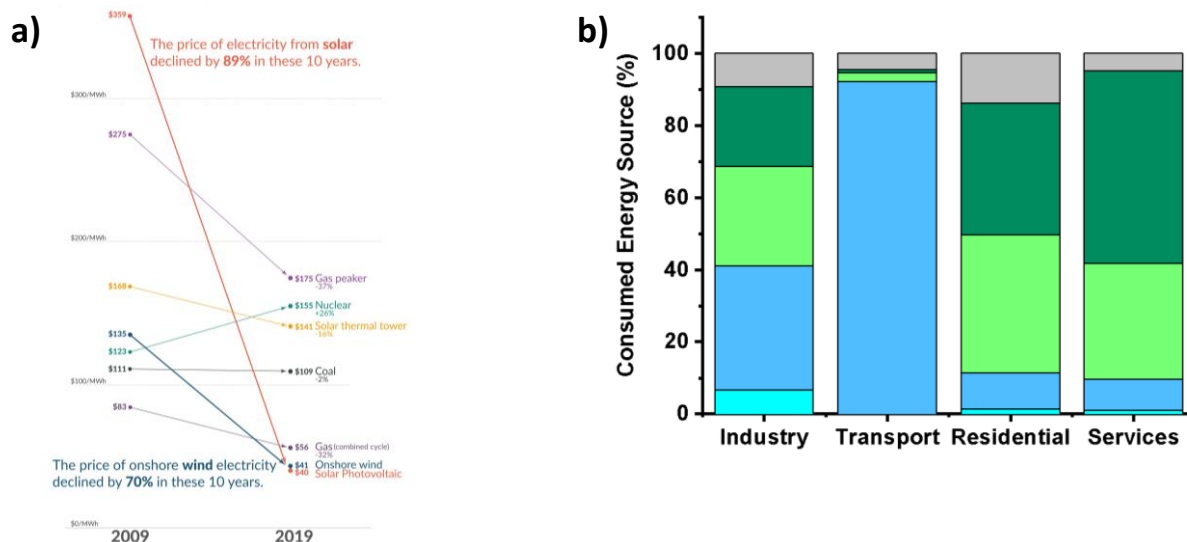 a)
$359
The price of electricity from solar
declined by 89% in these 10 years.
$300/MWh
$275
$200/MWh
$175 Gas peaker
-37%
$168
$155 Nuclear
+26%
$141 Solar thermal tower
-16%
$135
$123
$111
$109 Coal
-2%
$100/MWh
$83
$56 Gas (combined cycle)
-32%
The price of onshore wind electricity
declined by 70% in these 10 years.
$41 Onshore wind
$40 Solar Photovoltaic
$0/MWh
2009
2019
b)
Consumed Energy Source (%)
100
80
60
40
20
0
Industry Transport Residential Services